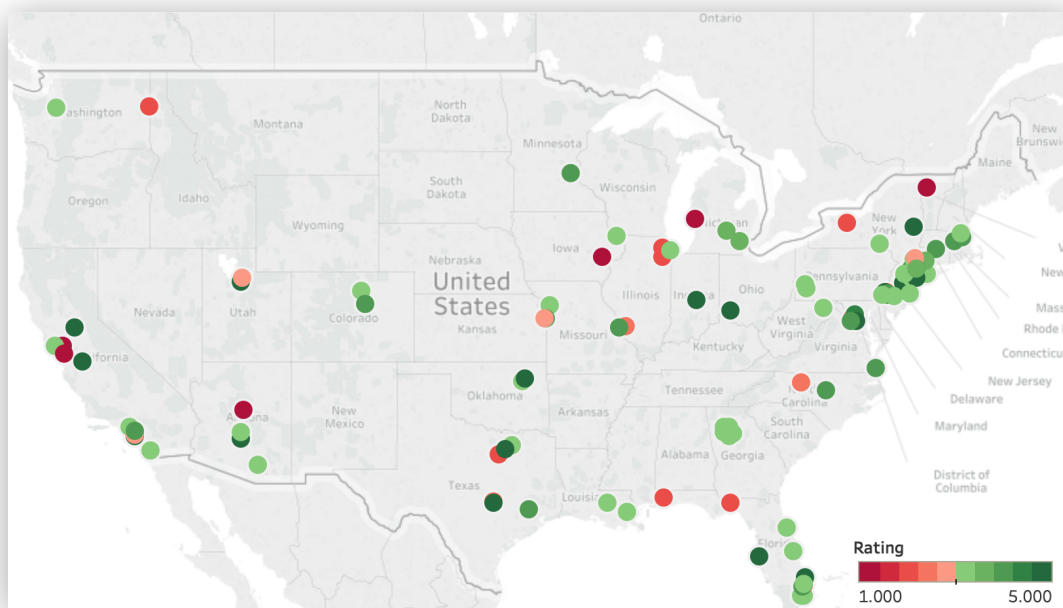 Ontario
ashington
North
Dakota
Montana
Minnesota
New
Brunswi
Maine
Oregon
Idaho
South
Dakota
Wisconsin
Wyoming
New
York
Iowa
Nebraska
United
States
Nevada
Utah
Colorado
Kansas
Illinois
Ohio
Pennsylvania
Missouri
West
Virginia
Virginia
Kentucky
Mass
Rhode
Connecticu
New Jersey
Delaware
Maryland
District of
Columbia
Oklahoma
Arkansas
Tennessee
Carolina
South
Carolina
New
Mexico
Texas
Alabama
Georgia
Louisi
Flori
Rating
1.000
5.000